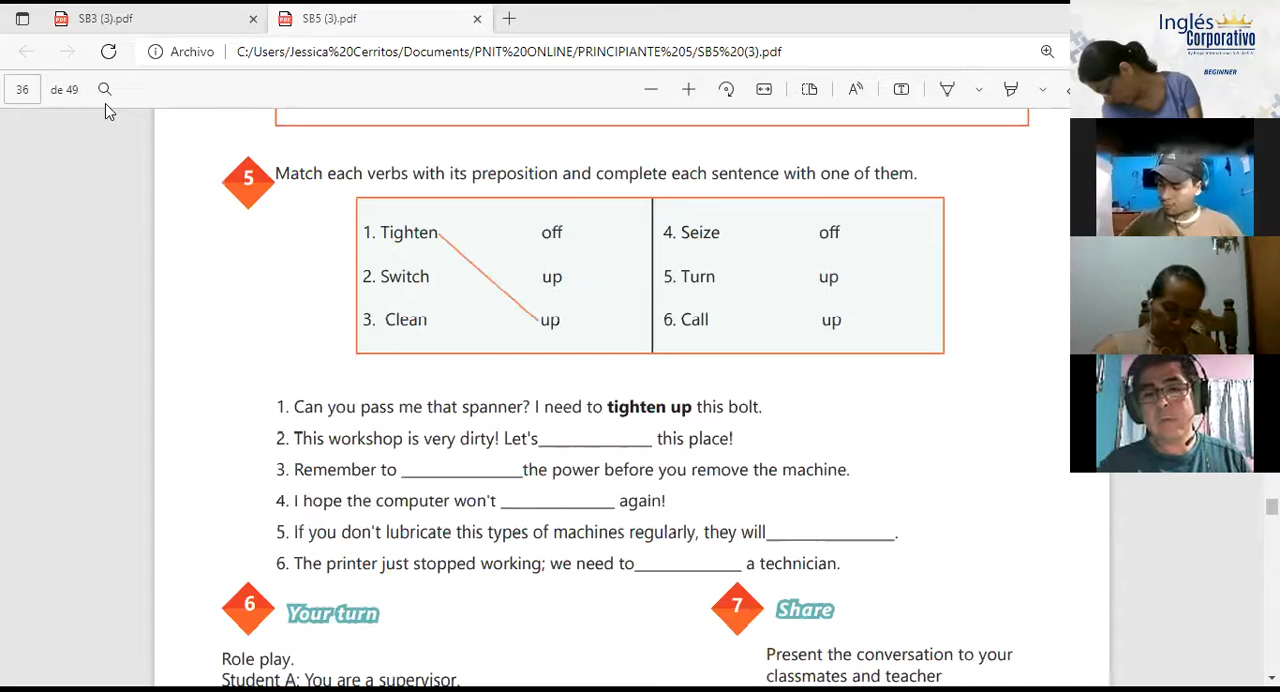 SB3 (3).pdf
SB5 (3).pdf
Archivo
C:/Users/Jessica%20Cerritos/Documents/PNIT%20ONLINE/PRINCIPIANTE%205/SB5%20(3).pdf
36 de 49
Inglés
Corporativo
BEGINNER
5 Match each verbs with its preposition and complete each sentence with one of them.
1. Tighten off 4. Seize off
2. Switch up 5. Turn up
3. Clean up 6. Call up
1. Can you pass me that spanner? I need to tighten up this bolt.
2. This workshop is very dirty! Let's____________ this place!
3. Remember to _____________the power before you remove the machine.
4. I hope the computer won't ____________ again!
5. If you don't lubricate this types of machines regularly, they will______________.
6. The printer just stopped working; we need to____________ a technician.
6 Your turn
7 Share
Role play.
Student A: You are a supervisor.
Present the conversation to your
classmates and teacher